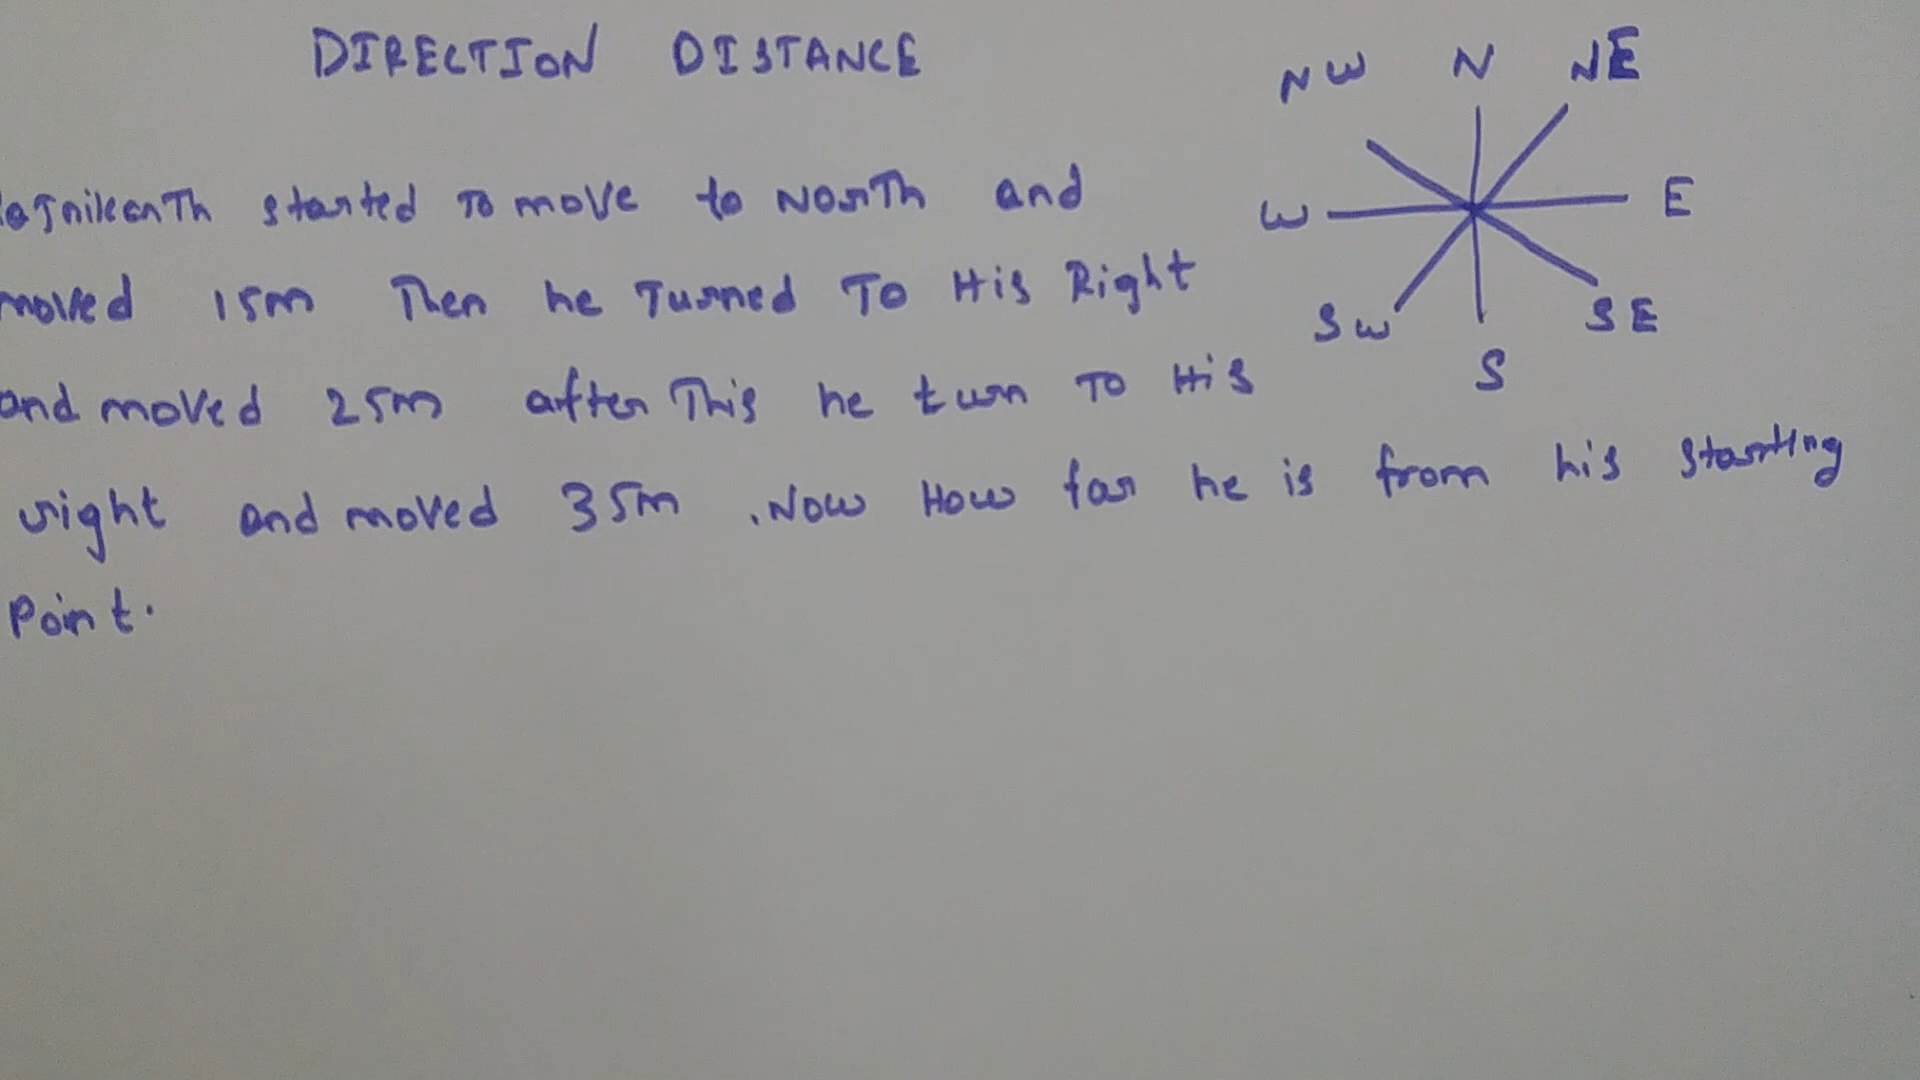 DIRECTION DISTANCE
NW N NE
W E
SW SE
S
started To move to North and
moved 15m Then he Turned To His Right
and moved 25m after This he turn To His
right and moved 35m . Now How far he is from his starting
Point.